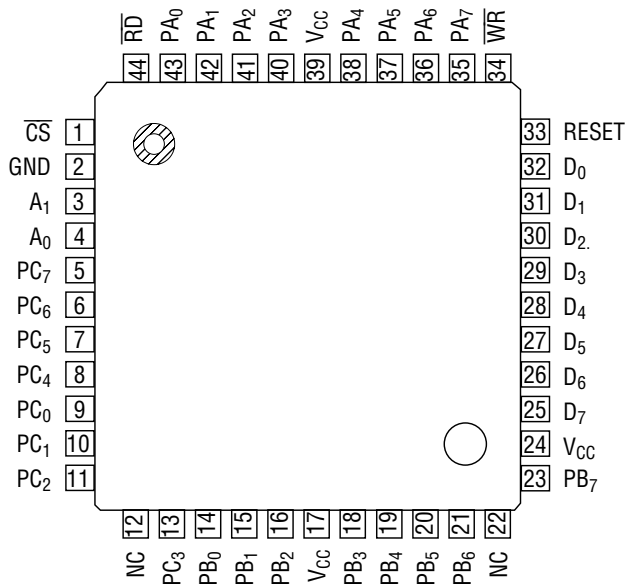 R̅D̅ PA₀ PA₁ PA₂ PA₃ VCC PA₄ PA₅ PA₆ PA₇ W̅R̅
44 43 42 41 40 39 38 37 36 35 34
C̅S̅ 1
GND 2
A₁ 3
A₀ 4
PC₇ 5
PC₆ 6
PC₅ 7
PC₄ 8
PC₀ 9
PC₁ 10
PC₂ 11
33 RESET
32 D₀
31 D₁
30 D₂.
29 D₃
28 D₄
27 D₅
26 D₆
25 D₇
24 VCC
23 PB₇
12 13 14 15 16 17 18 19 20 21 22
NC PC₃ PB₀ PB₁ PB₂ VCC PB₃ PB₄ PB₅ PB₆ NC